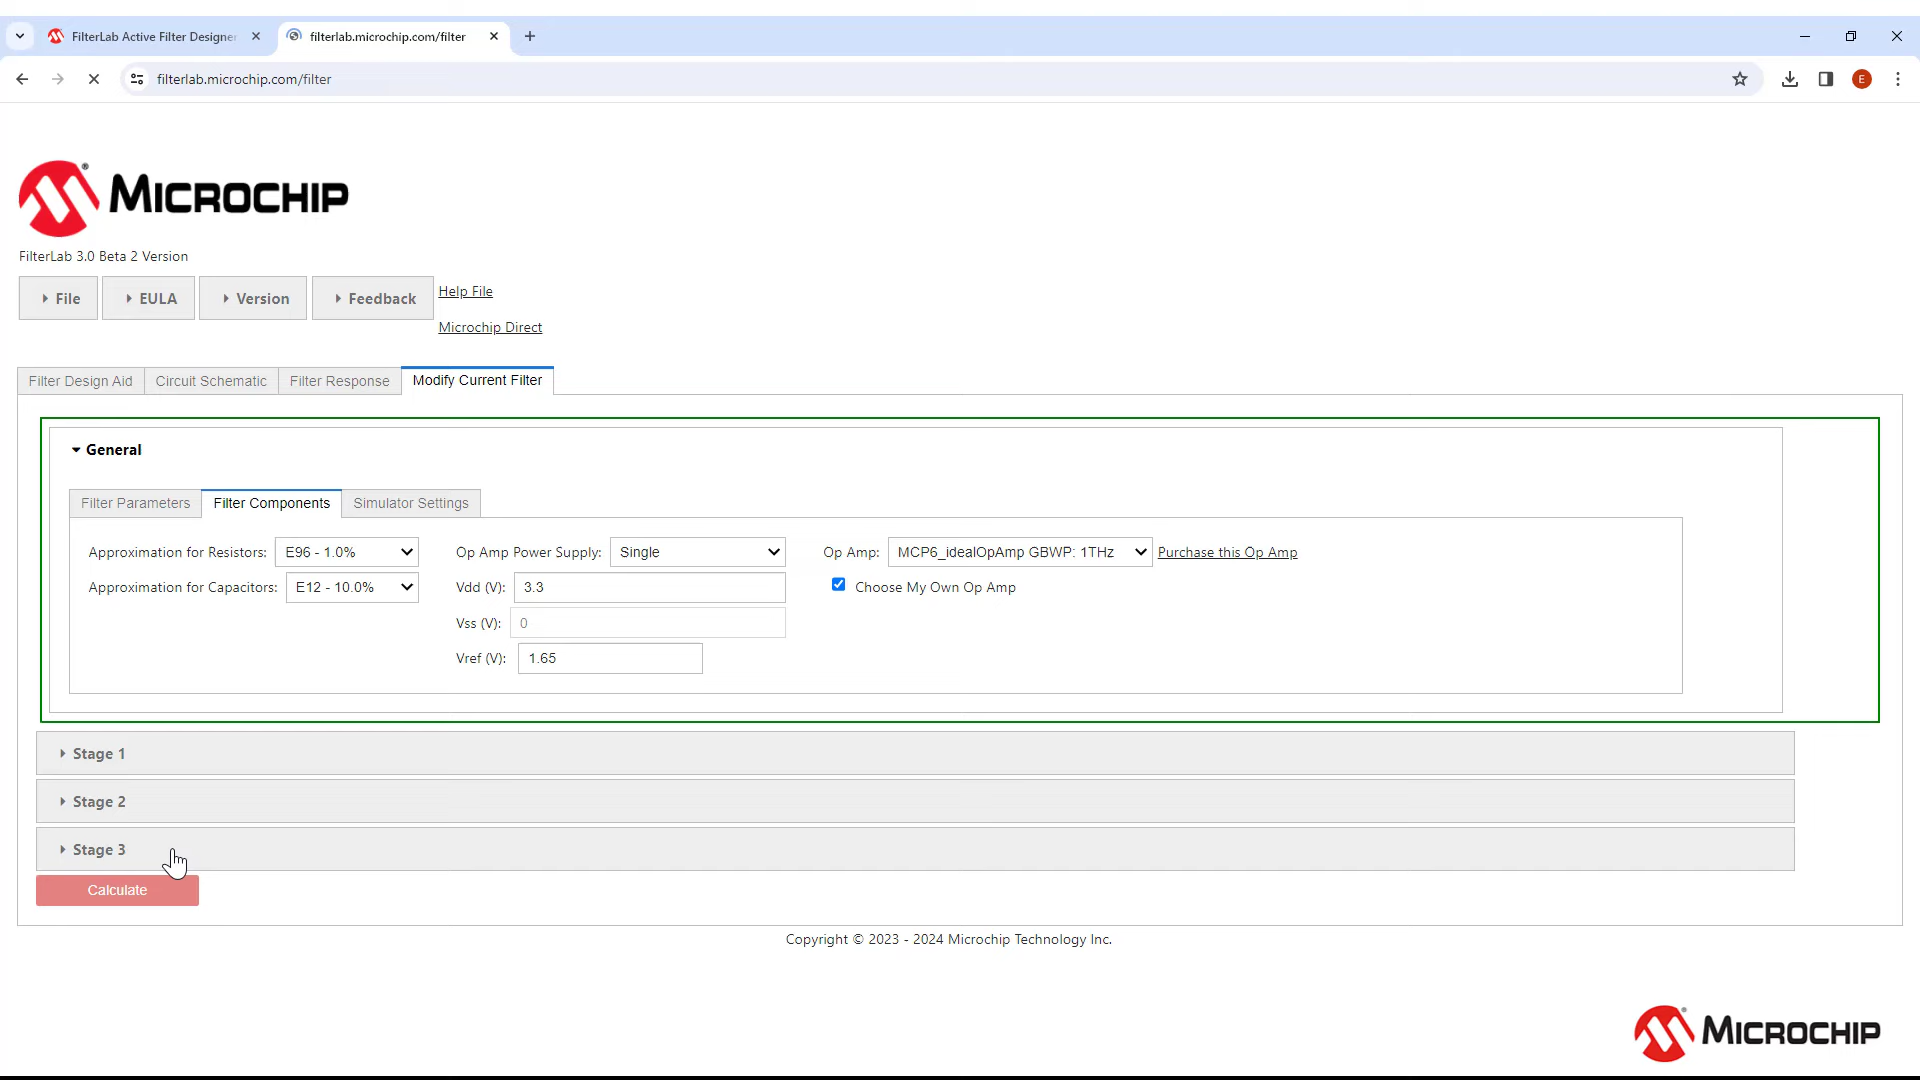 FilterLab Active Filter Designer
filterlab.microchip.com/filter
filterlab.microchip.com/filter
E
MICROCHIP
FilterLab 3.0 Beta 2 Version
File
EULA
Version
Feedback
Help File
Microchip Direct
Filter Design Aid
Circuit Schematic
Filter Response
Modify Current Filter
General
Filter Parameters
Filter Components
Simulator Settings
Approximation for Resistors: E96 - 1.0%
Op Amp Power Supply: Single
Op Amp: MCP6_idealOpAmp GBWP: 1THz
Purchase this Op Amp
Approximation for Capacitors: E12 - 10.0%
Vdd (V): 3.3
Choose My Own Op Amp
Vss (V): 0
Vref (V): 1.65
Stage 1
Stage 2
Stage 3
Calculate
Copyright © 2023 - 2024 Microchip Technology Inc.
MICROCHIP